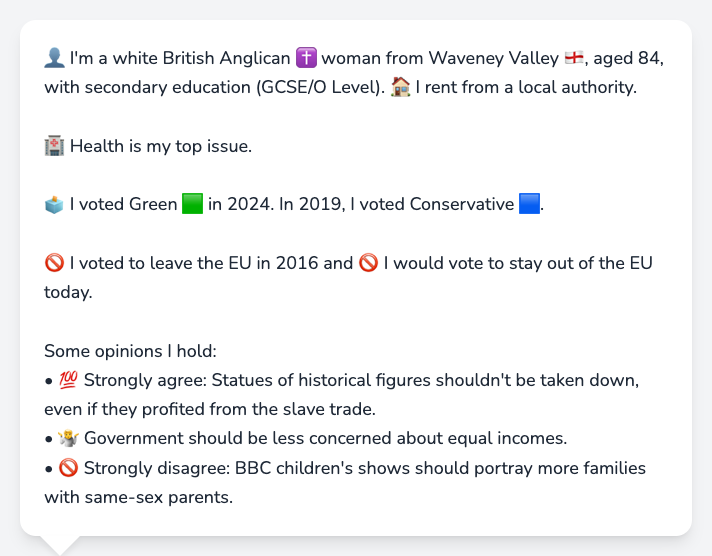 👤 I'm a white British Anglican ✝️ woman from Waveney Valley 🏴󠁧󠁢󠁥󠁮󠁧󠁿, aged 84,
with secondary education (GCSE/O Level). 🏠 I rent from a local authority.
🏥 Health is my top issue.
🗳️ I voted Green 🟩 in 2024. In 2019, I voted Conservative 🟦.
🚫 I voted to leave the EU in 2016 and 🚫 I would vote to stay out of the EU
today.
Some opinions I hold:
• 💯 Strongly agree: Statues of historical figures shouldn't be taken down,
even if they profited from the slave trade.
• 🤷 Government should be less concerned about equal incomes.
• 🚫 Strongly disagree: BBC children's shows should portray more families
with same-sex parents.